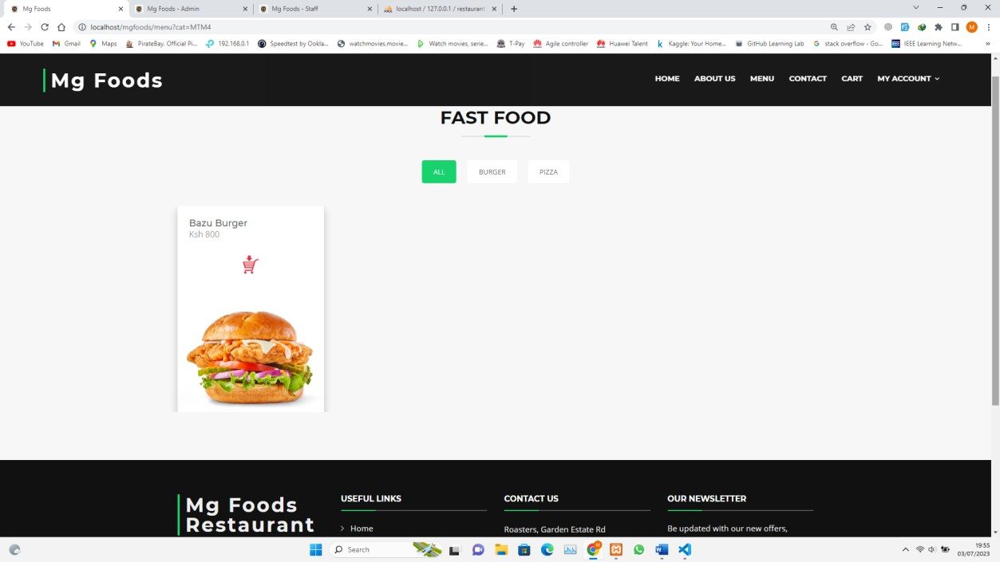 Mg Foods
Mg Foods - Admin
Mg Foods - Staff
localhost / 127.0.0.1 / restaurant
localhost/mgfoods/menu?cat=MTM4
M
YouTube
Gmail
Maps
PirateBay. Official Pi...
192.168.0.1
Speedtest by Ookla...
watchmovies.movie...
Watch movies, serie...
T-Pay
Agile controller
Huawei Talent
Kaggle: Your Home...
GitHub Learning Lab
stack overflow - Go...
IEEE Learning Netw...
»
Mg Foods
HOME
ABOUT US
MENU
CONTACT
CART
MY ACCOUNT
FAST FOOD
ALL
BURGER
PIZZA
Bazu Burger
Ksh 800
Mg Foods
Restaurant
USEFUL LINKS
Home
CONTACT US
Roasters, Garden Estate Rd
OUR NEWSLETTER
Be updated with our new offers,
Search
19:55
03/07/2023